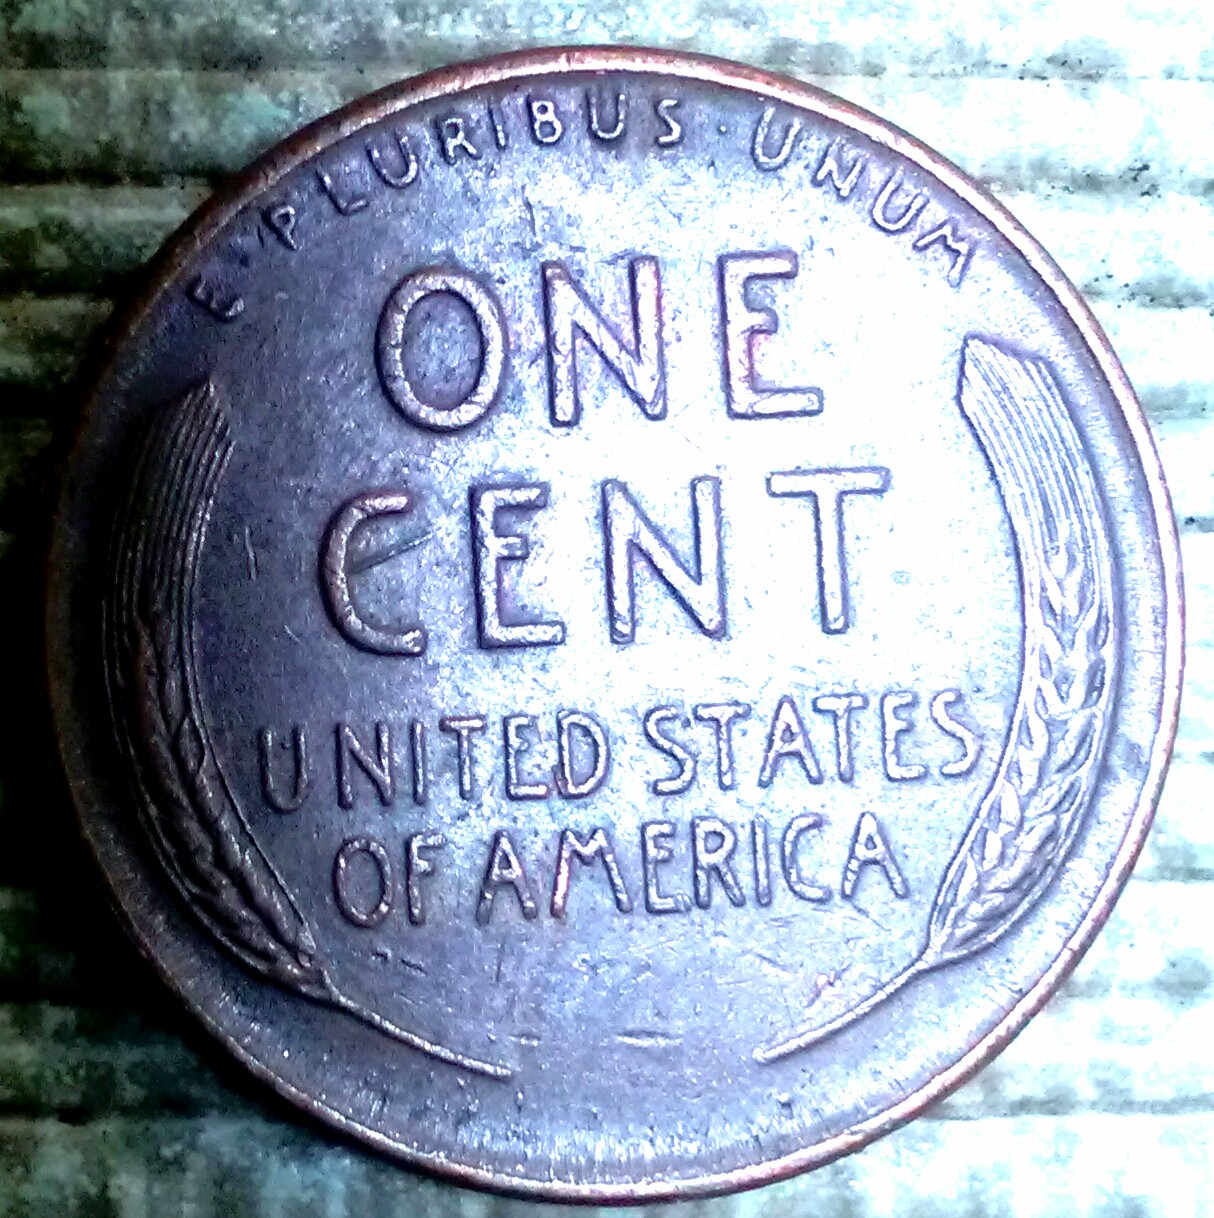 E·PLURIBUS·UNUM
ONE
CENT
UNITED STATES
OF AMERICA